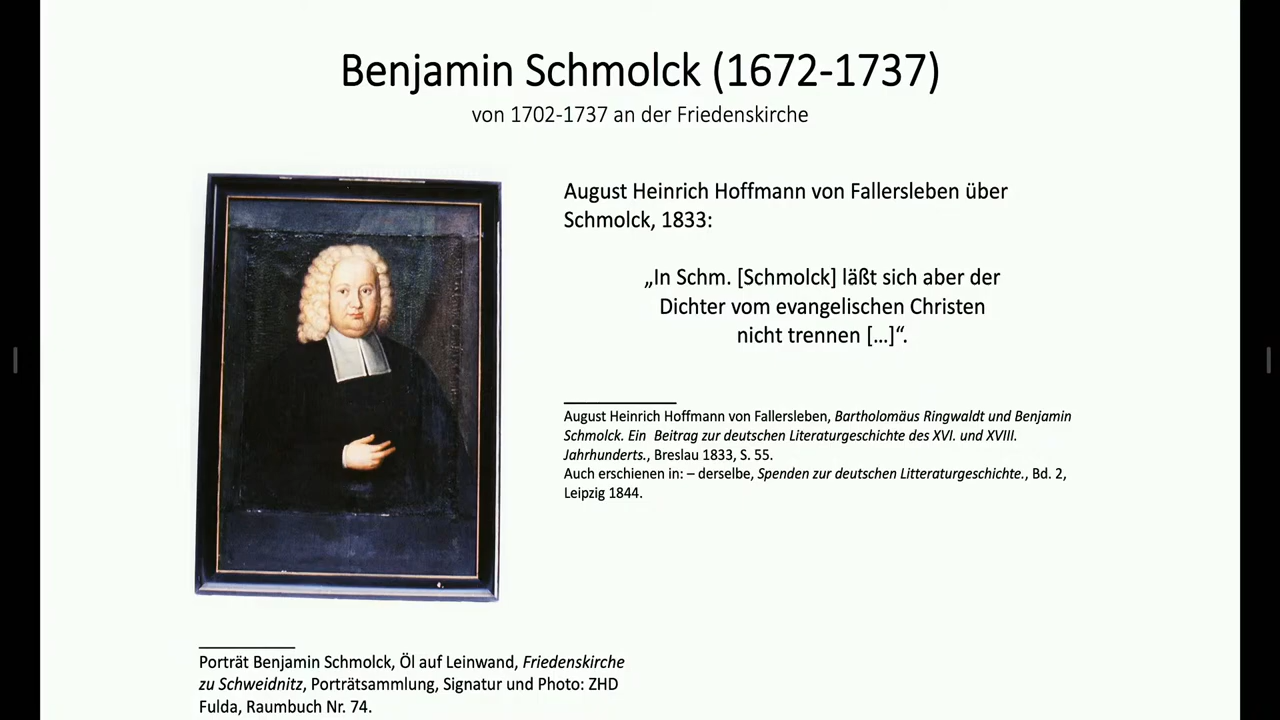 Benjamin Schmolck (1672-1737)
von 1702-1737 an der Friedenskirche
August Heinrich Hoffmann von Fallersleben über
Schmolck, 1833:
„In Schm. [Schmolck] läßt sich aber der
Dichter vom evangelischen Christen
nicht trennen […]“.
August Heinrich Hoffmann von Fallersleben, Bartholomäus Ringwaldt und Benjamin
Schmolck. Ein Beitrag zur deutschen Literaturgeschichte des XVI. und XVIII.
Jahrhunderts., Breslau 1833, S. 55.
Auch erschienen in: – derselbe, Spenden zur deutschen Litteraturgeschichte., Bd. 2,
Leipzig 1844.
Porträt Benjamin Schmolck, Öl auf Leinwand, Friedenskirche
zu Schweidnitz, Porträtsammlung, Signatur und Photo: ZHD
Fulda, Raumbuch Nr. 74.